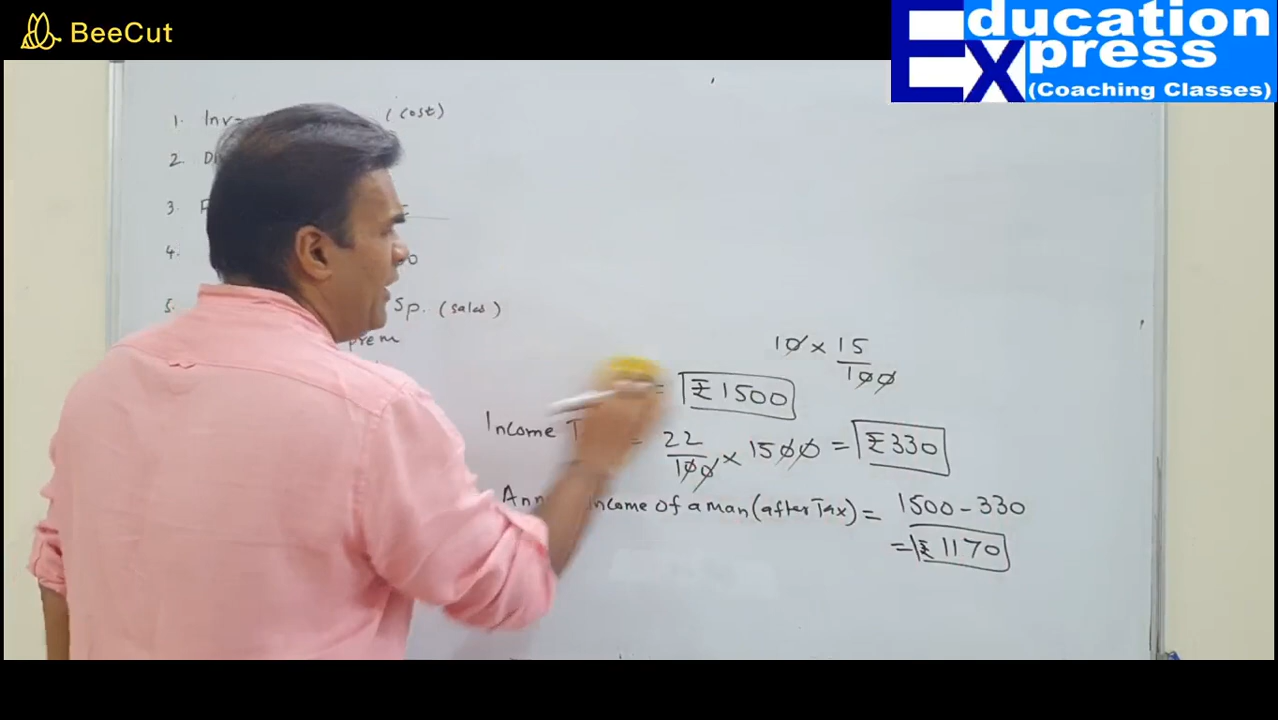 BeeCut
Education
Express
(Coaching Classes)
1. Inv (cost)
2.
3.
4.
5. Sp. (sales)
prem
10 × 15/100
= ₹1500
Income = 22/100 × 1500 = ₹330
income of a man (after Tax) = 1500 - 330
= ₹1170